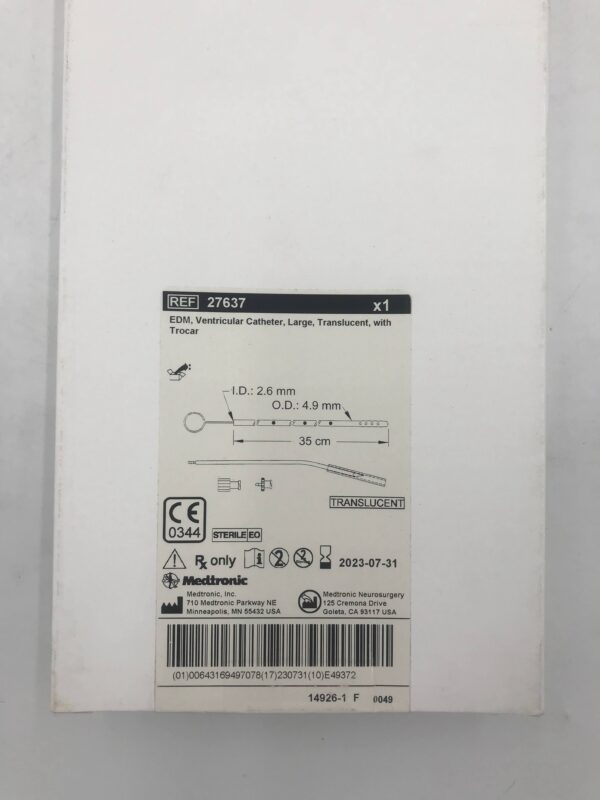 REF 27637 x1
EDM, Ventricular Catheter, Large, Translucent, with
Trocar
I.D.: 2.6 mm
O.D.: 4.9 mm
35 cm
TRANSLUCENT
CE
0344
STERILE EO
Rx only 2 2023-07-31
Medtronic
Medtronic, Inc.
710 Medtronic Parkway NE
Minneapolis, MN 55432 USA
Medtronic Neurosurgery
125 Cremona Drive
Goleta, CA 93117 USA
(01)00643169497078(17)230731(10)E49372
14926-1 F 0049